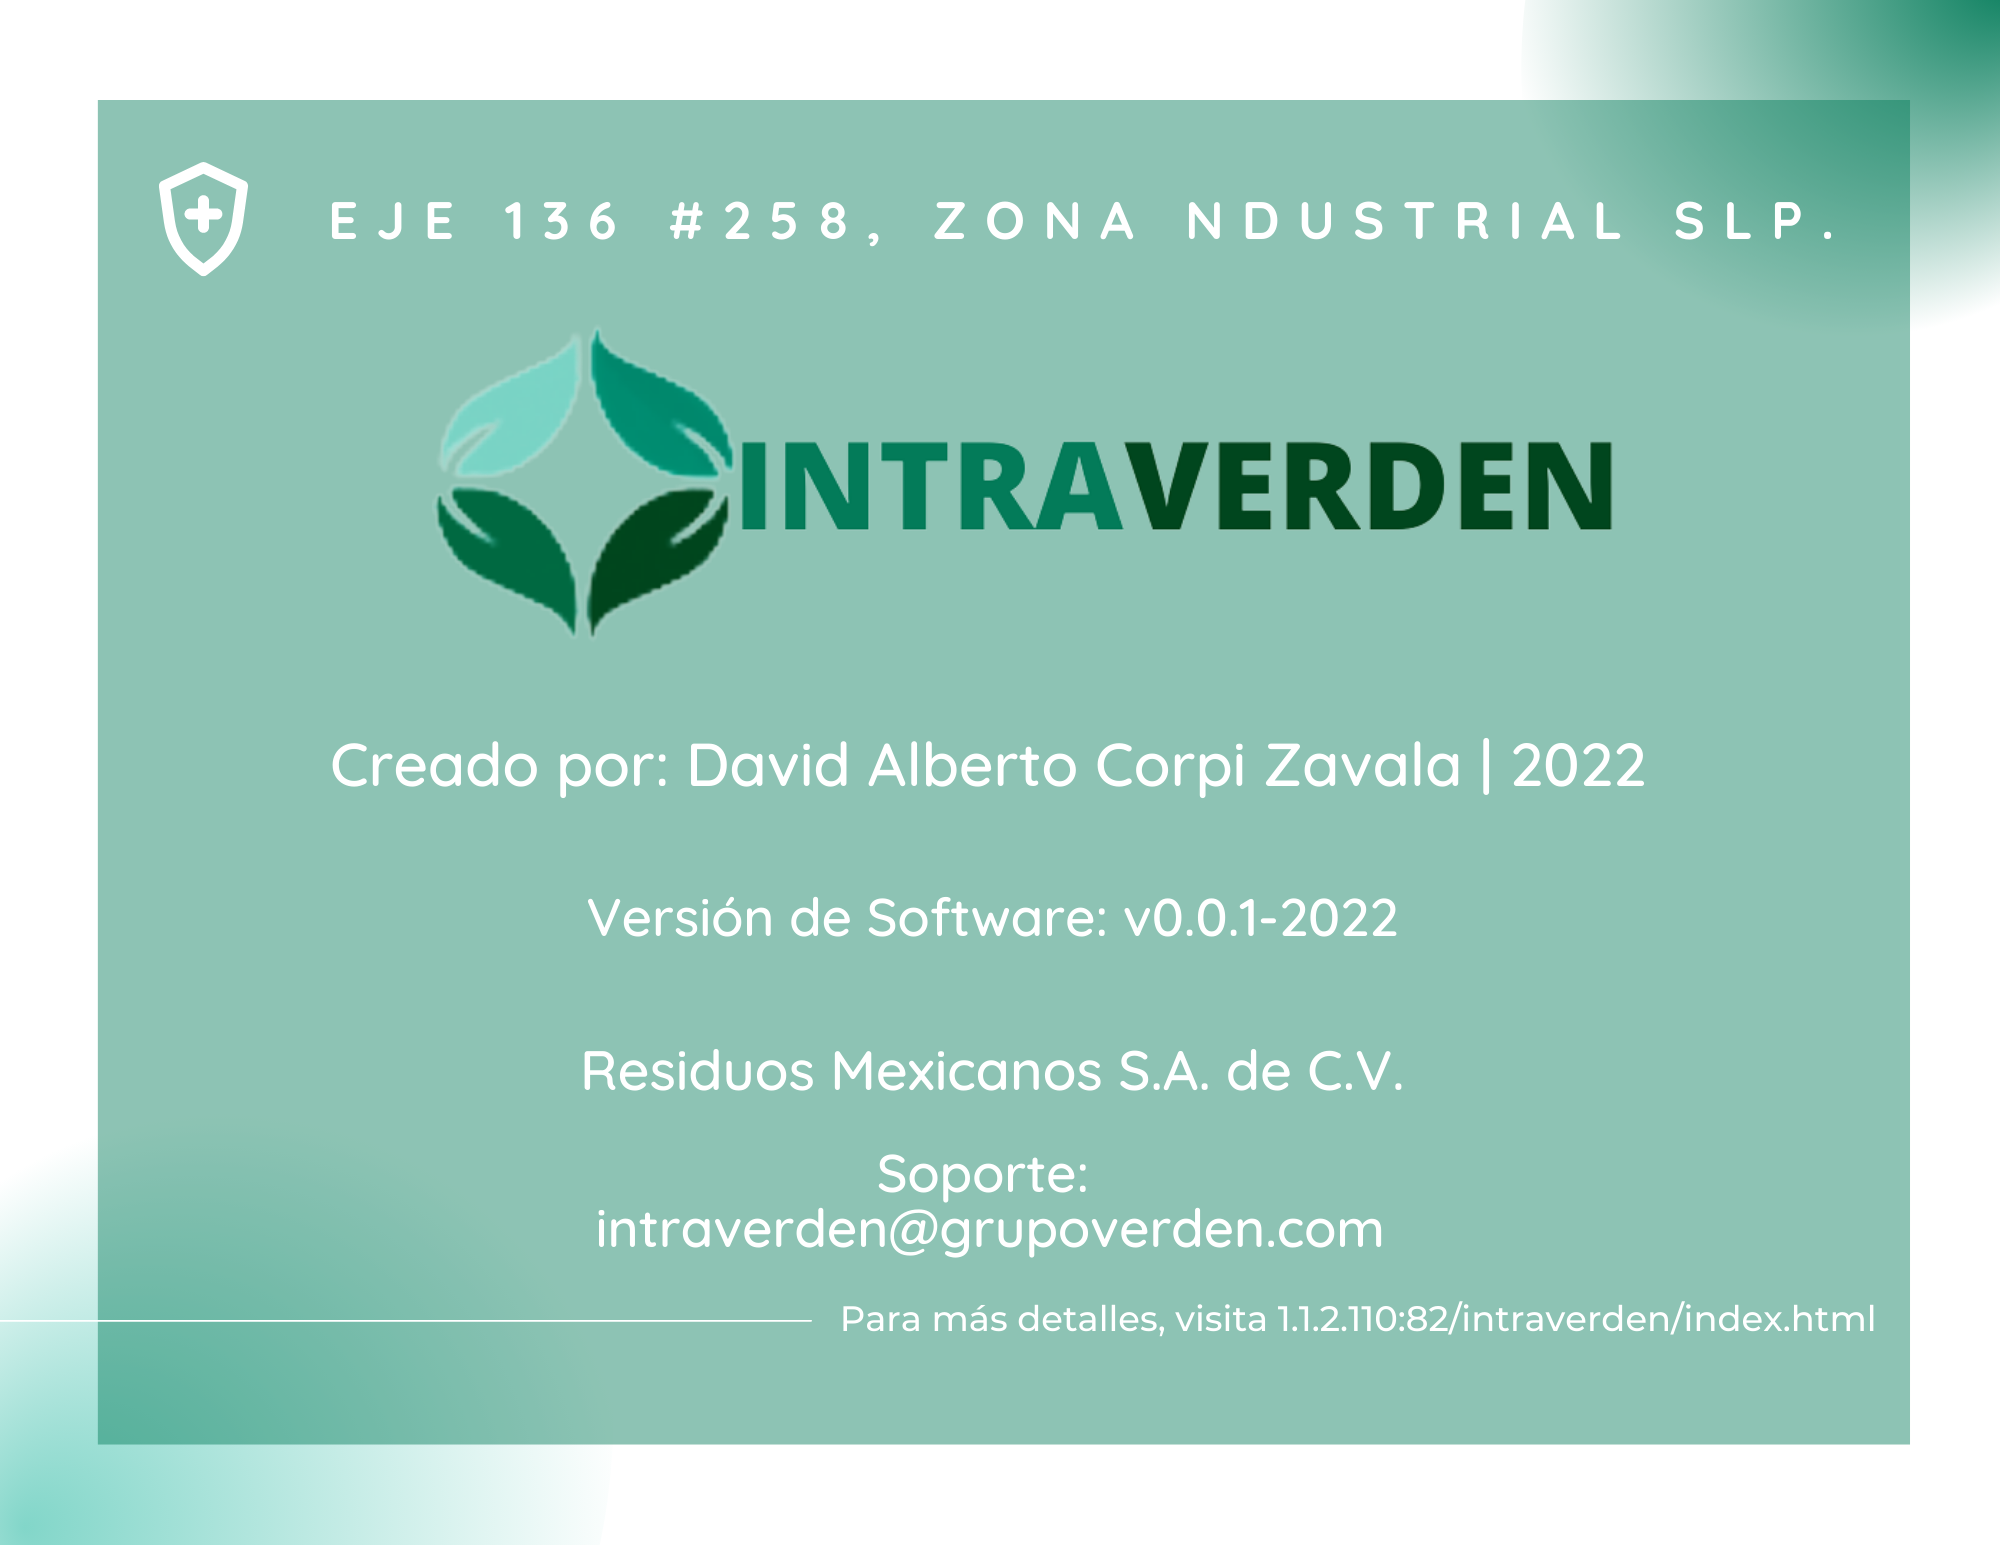 EJE 136 #258, ZONA NDUSTRIAL SLP.
INTRAVERDEN
Creado por: David Alberto Corpi Zavala | 2022
Versión de Software: v0.0.1-2022
Residuos Mexicanos S.A. de C.V.
Soporte:
intraverden@grupoverden.com
Para más detalles, visita 1.1.2.110:82/intraverden/index.html